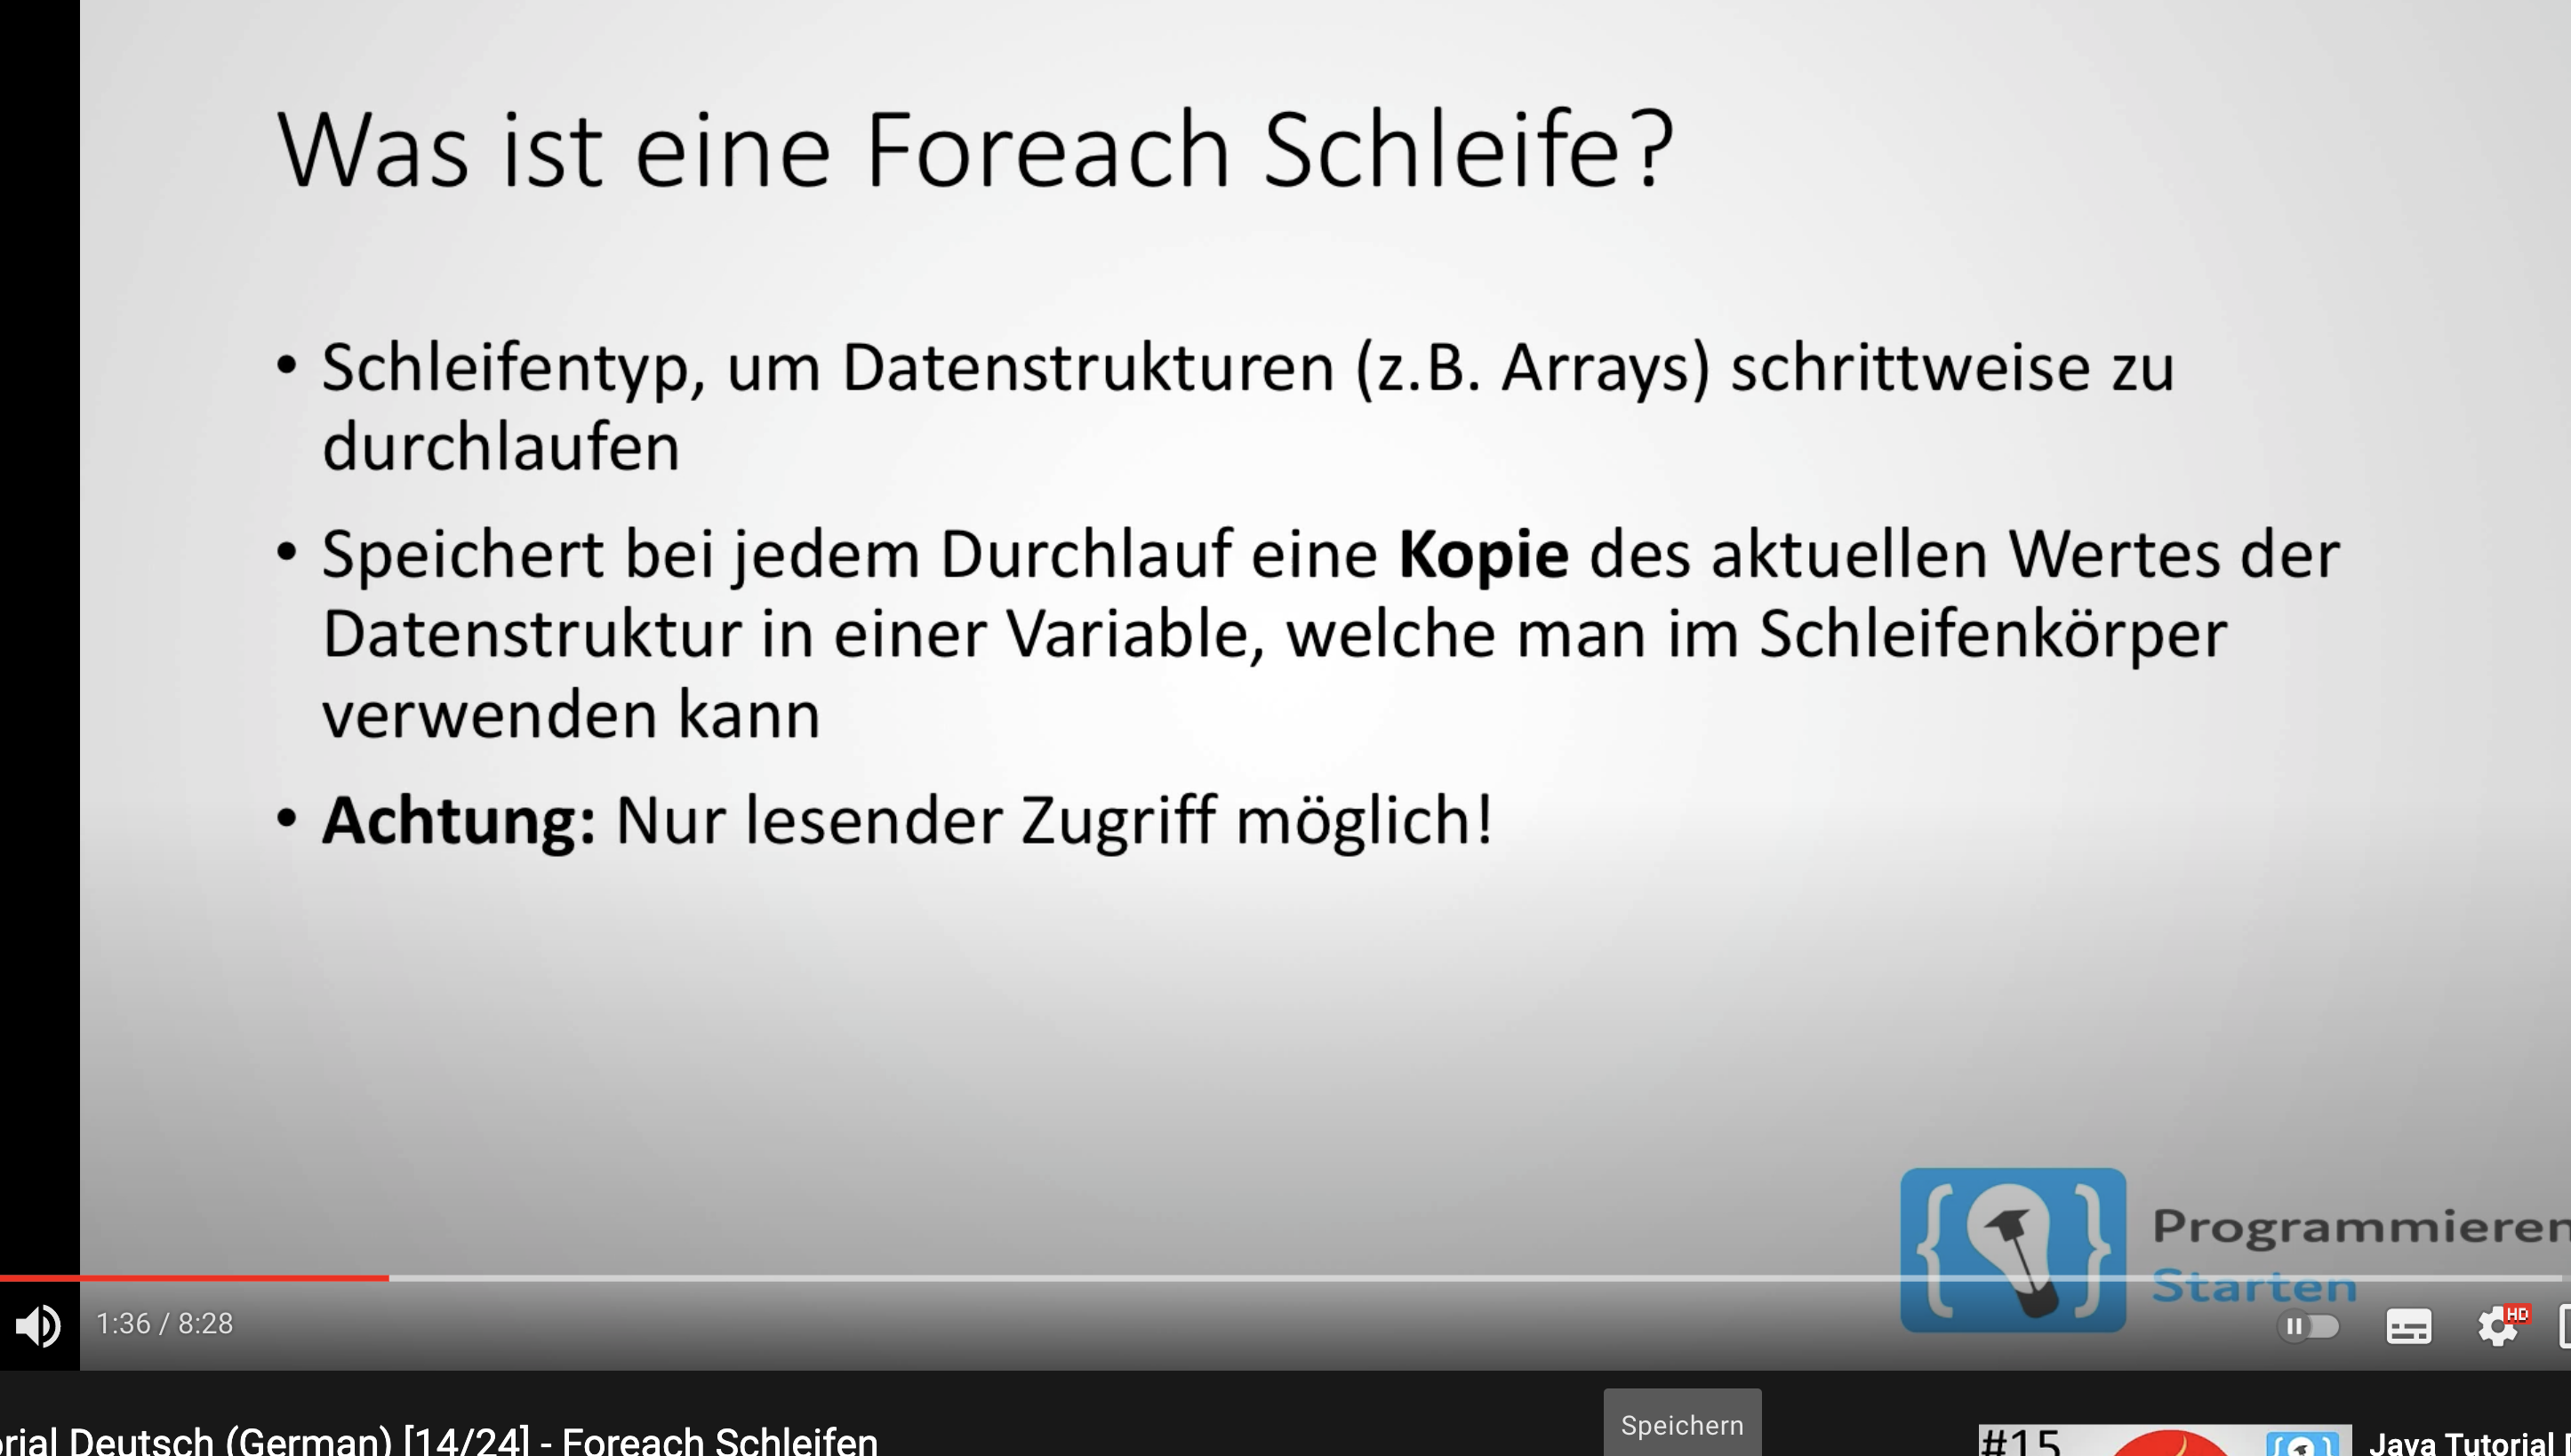 Was ist eine Foreach Schleife?
• Schleifentyp, um Datenstrukturen (z.B. Arrays) schrittweise zu
durchlaufen
• Speichert bei jedem Durchlauf eine Kopie des aktuellen Wertes der
Datenstruktur in einer Variable, welche man im Schleifenkörper
verwenden kann
• Achtung: Nur lesender Zugriff möglich!
Programmieren
Starten
1:36 / 8:28
HD
Speichern
rial Deutsch (German) [14/24] - Foreach Schleifen
#15
Java Tutorial